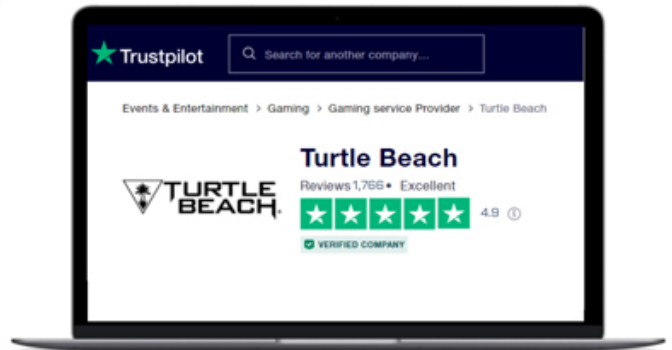 Trustpilot
Search for another company....
Events & Entertainment > Gaming > Gaming service Provider > Turtle Beach
Turtle Beach
Reviews 1,766 • Excellent
TURTLE
BEACH.
4.9
VERIFIED COMPANY